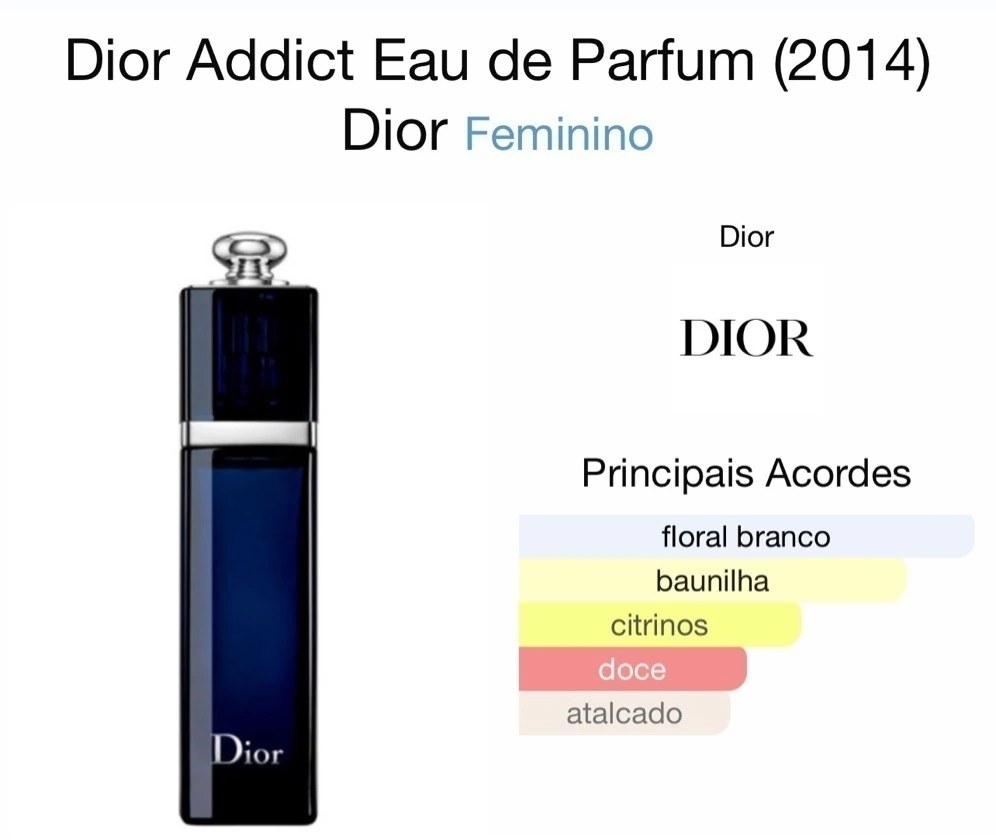 Dior Addict Eau de Parfum (2014)
Dior Feminino
Dior
DIOR
Principais Acordes
floral branco
baunilha
citrinos
doce
atalcado
Dior